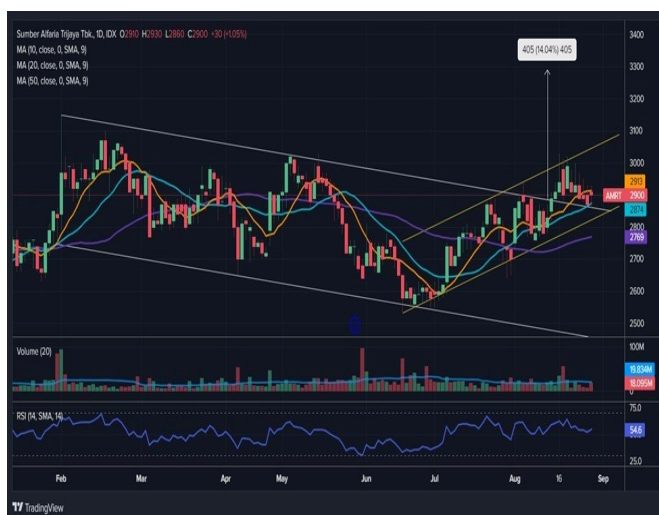 Sumber Alfaria Trijaya Tbk., 1D, IDX O2910 H2930 L2860 C2900 +30 (+1.05%)
MA (10, close, 0, SMA, 9)
MA (20, close, 0, SMA, 9)
MA (50, close, 0, SMA, 9)
405 (14.04%) 405
3400
3300
3200
3100
3000
2913
AMRT 2900
2874
2800
2769
2700
2600
2500
Volume (20)
100M
19.834M
18.095M
0
RSI (14, SMA, 14)
75.0
54.6
25.0
Feb Mar Apr May Jun Jul Aug 16 Sep
TradingView